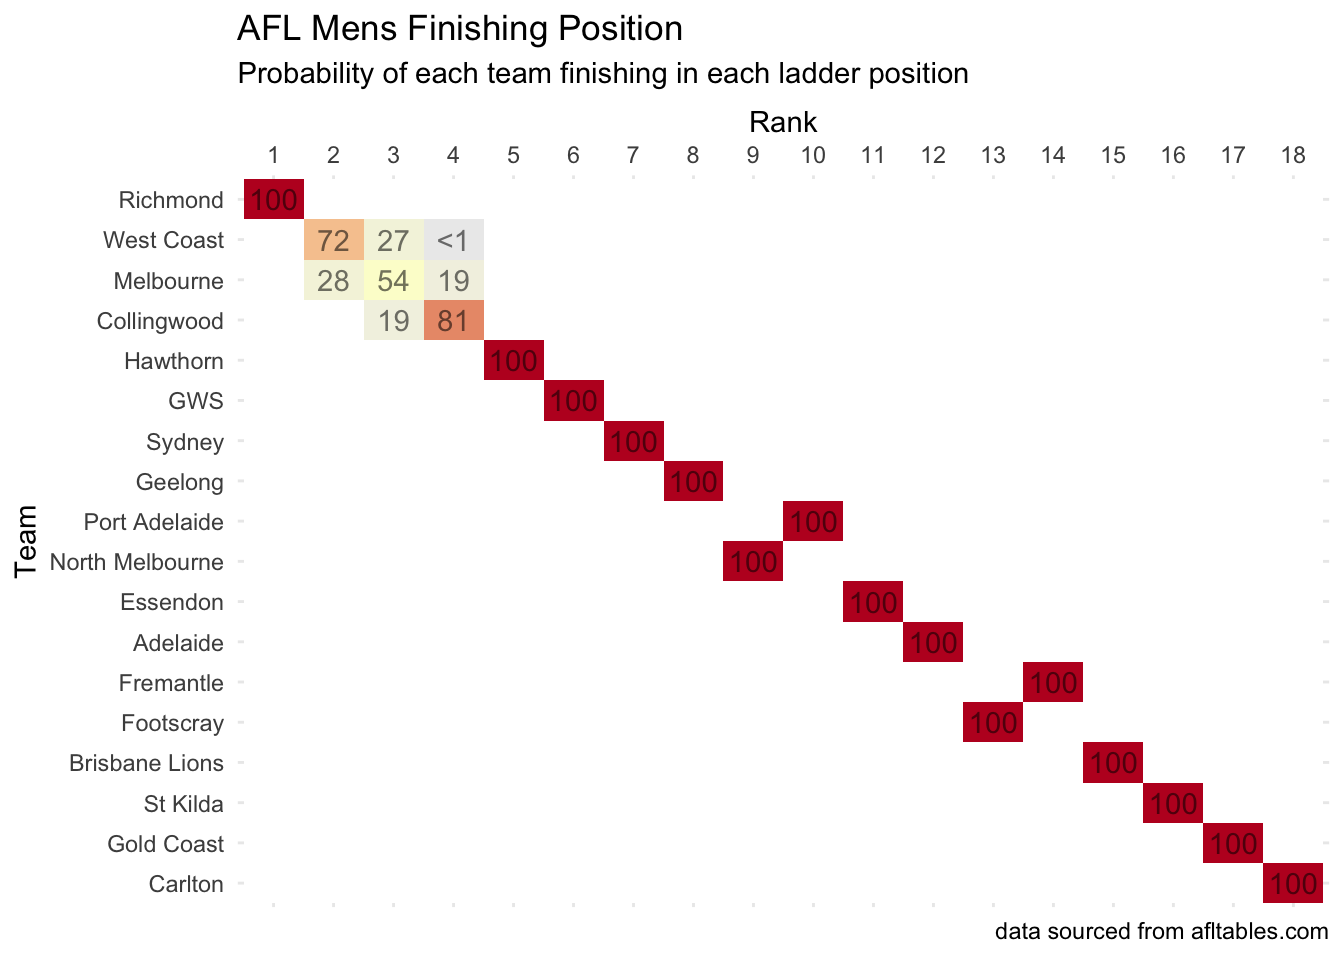 AFL Mens Finishing Position
Probability of each team finishing in each ladder position
Rank
1 2 3 4 5 6 7 8 9 10 11 12 13 14 15 16 17 18
Team
Richmond 100
West Coast 72 27 <1
Melbourne 28 54 19
Collingwood 19 81
Hawthorn 100
GWS 100
Sydney 100
Geelong 100
Port Adelaide 100
North Melbourne 100
Essendon 100
Adelaide 100
Fremantle 100
Footscray 100
Brisbane Lions 100
St Kilda 100
Gold Coast 100
Carlton 100
data sourced from afltables.com